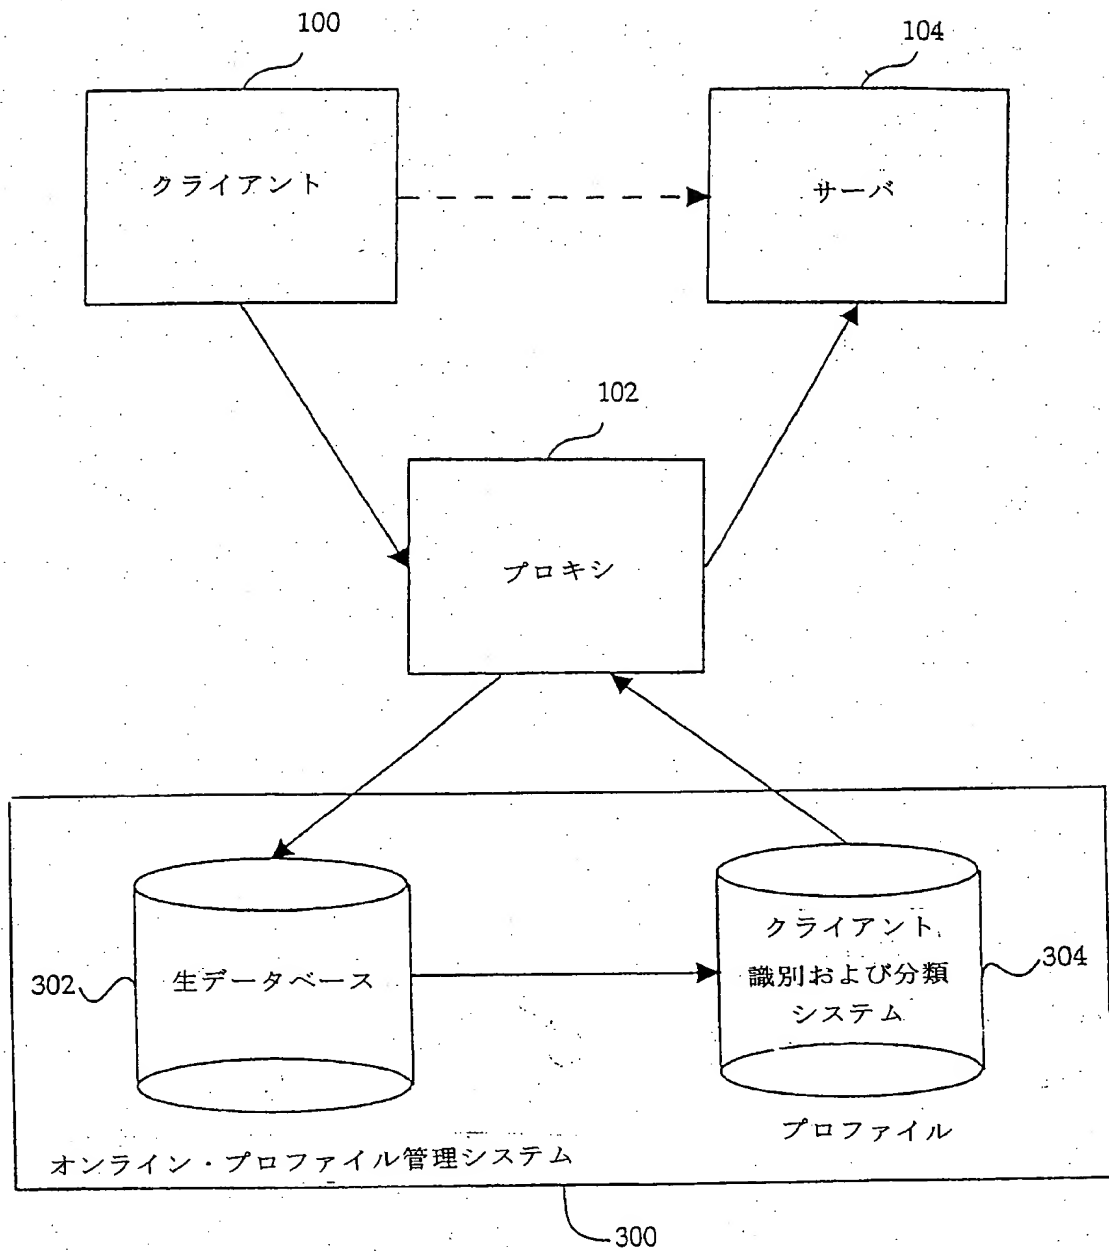 100
104
クライアント
サーバ
102
プロキシ
302
生データベース
クライアント
識別および分類
システム
304
プロファイル
オンライン・プロファイル管理システム
300